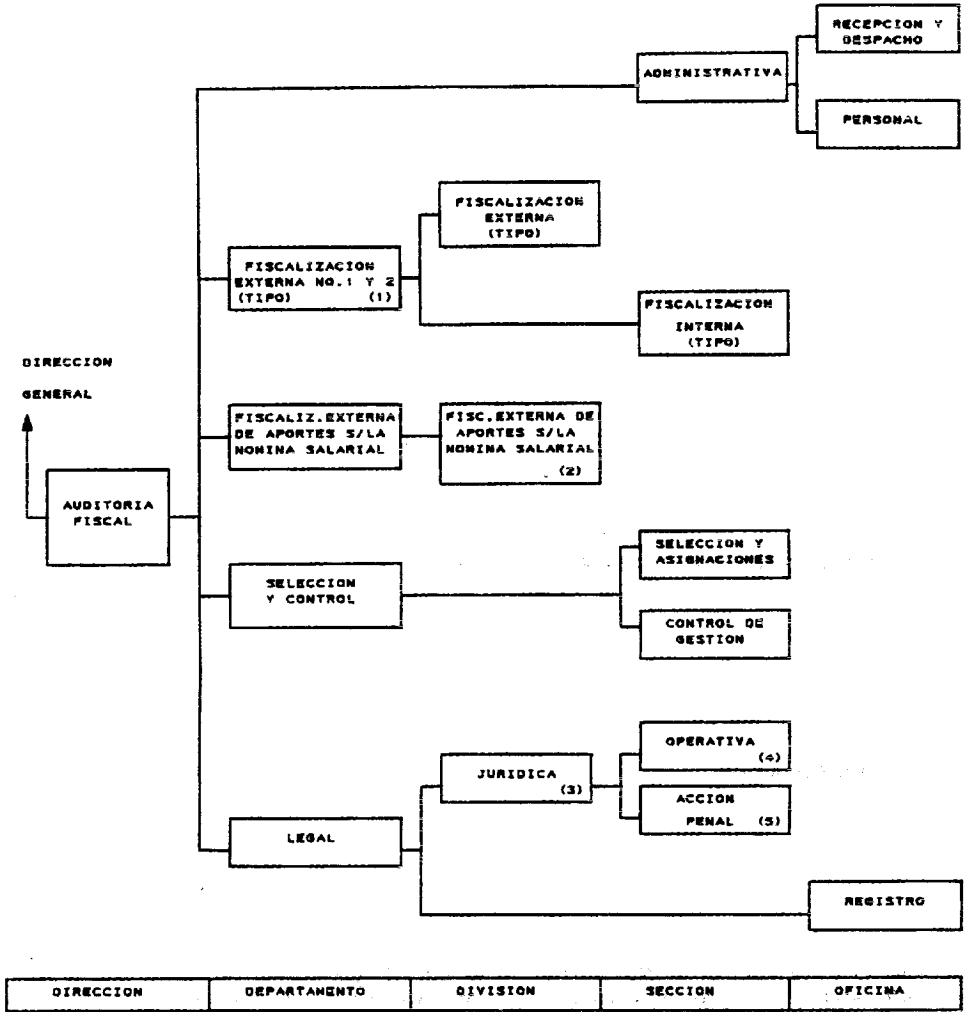 RECEPCION Y
DESPACHO
ADMINISTRATIVA
PERSONAL
FISCALIZACION
EXTERNA
(TIPO)
FISCALIZACION
EXTERNA NO.1 Y 2
(TIPO) (1)
FISCALIZACION
INTERNA
(TIPO)
DIRECCION
GENERAL
FISCALIZ.EXTERNA
DE APORTES S/LA
NOMINA SALARIAL
FISC.EXTERNA DE
APORTES S/LA
NOMINA SALARIAL
(2)
AUDITORIA
FISCAL
SELECCION Y
ASIGNACIONES
SELECCION
Y CONTROL
CONTROL DE
GESTION
OPERATIVA
(4)
JURIDICA
(3)
ACCION
PENAL (5)
LEGAL
REGISTRO
DIRECCION DEPARTAMENTO DIVISION SECCION OFICINA